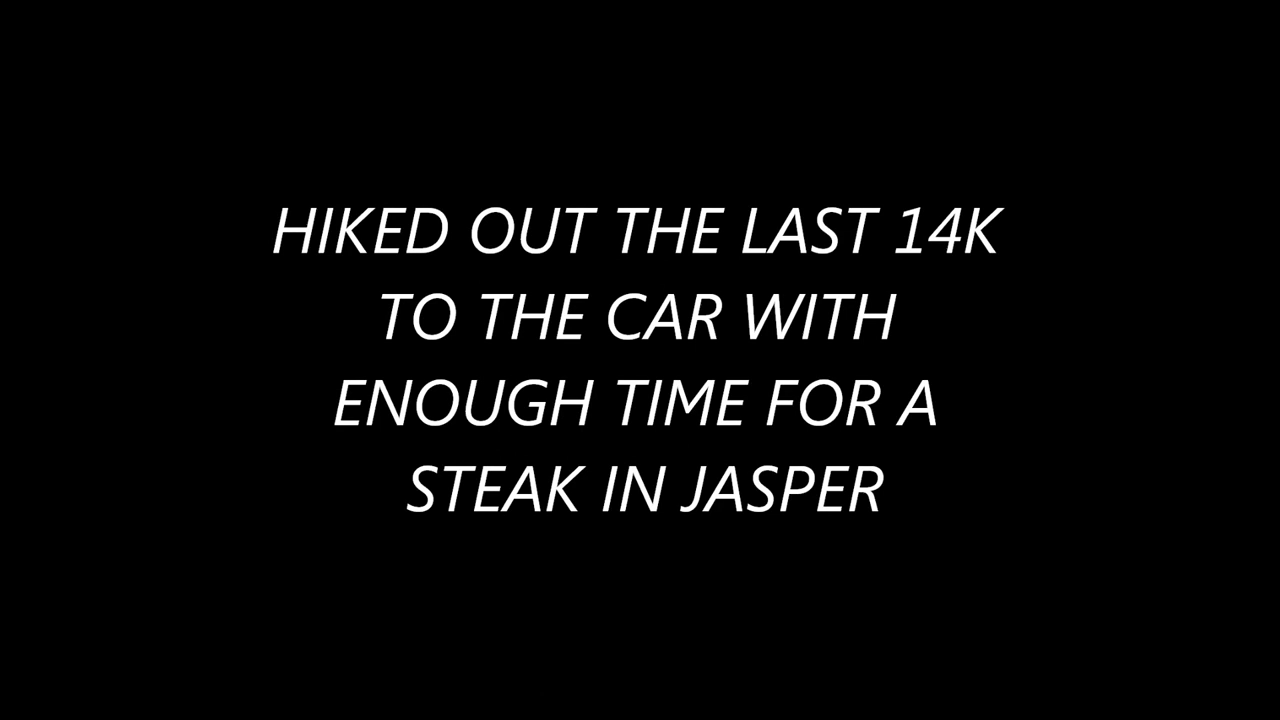 HIKED OUT THE LAST 14K
TO THE CAR WITH
ENOUGH TIME FOR A
STEAK IN JASPER